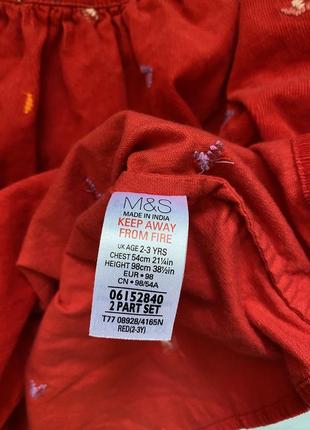 M&S
MADE IN INDIA
KEEP AWAY
FROM FIRE
UK AGE 2-3 YRS
CHEST 54cm 21¼in
HEIGHT 98cm 38½in
EUR • 98
CN • 98/54A
06152840
2 PART SET
T77 08928/4165N
RED(2-3Y)